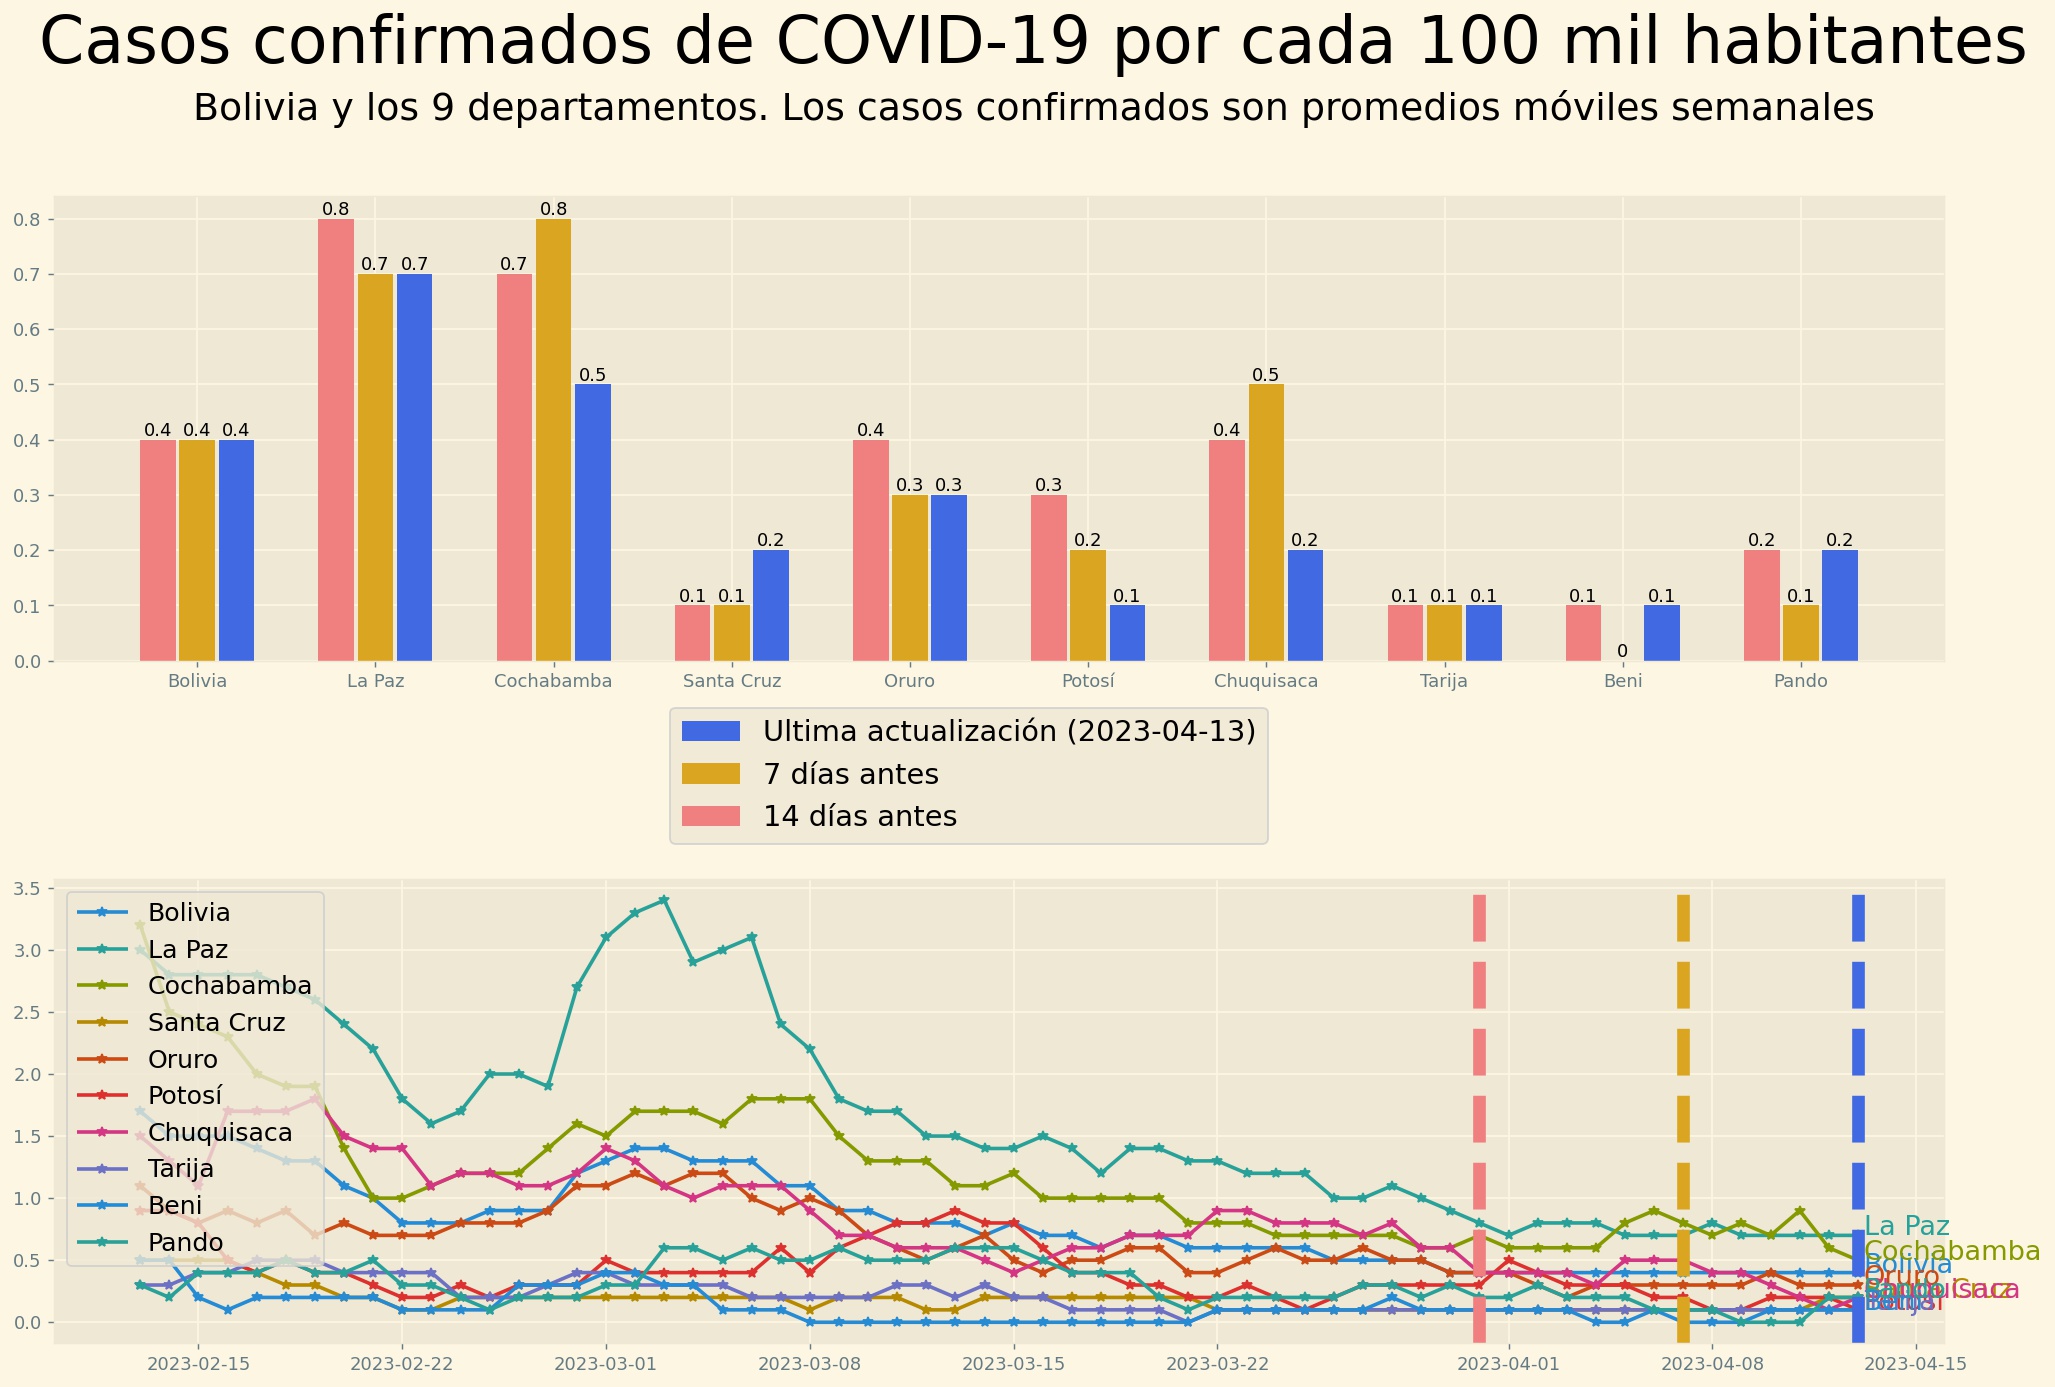 Casos confirmados de COVID-19 por cada 100 mil habitantes
Bolivia y los 9 departamentos. Los casos confirmados son promedios móviles semanales
0.8
0.7
0.6
0.5
0.4
0.3
0.2
0.1
0.0
0.4 0.4 0.4
0.8 0.7 0.7
0.7 0.8 0.5
0.1 0.1 0.2
0.4 0.3 0.3
0.3 0.2 0.1
0.4 0.5 0.2
0.1 0.1 0.1
0.1 0 0.1
0.2 0.1 0.2
Bolivia La Paz Cochabamba Santa Cruz Oruro Potosí Chuquisaca Tarija Beni Pando
Ultima actualización (2023-04-13)
7 días antes
14 días antes
3.5
3.0
2.5
2.0
1.5
1.0
0.5
0.0
Bolivia
La Paz
Cochabamba
Santa Cruz
Oruro
Potosí
Chuquisaca
Tarija
Beni
Pando
La Paz
Cochabamba
Bolivia
Oruro
Chuquisaca
2023-02-15 2023-02-22 2023-03-01 2023-03-08 2023-03-15 2023-03-22 2023-04-01 2023-04-08 2023-04-15